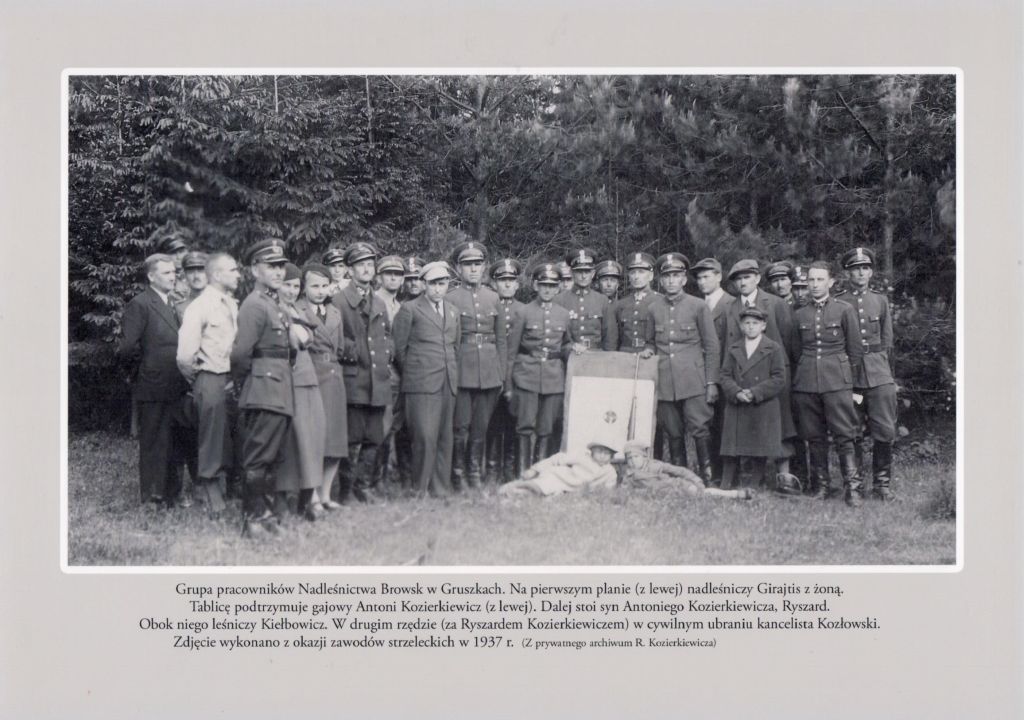 Grupa pracowników Nadleśnictwa Browsk w Gruszkach. Na pierwszym planie (z lewej) nadleśniczy Girajtis z żoną.
Tablicę podtrzymuje gajowy Antoni Kozierkiewicz (z lewej). Dalej stoi syn Antoniego Kozierkiewicza, Ryszard.
Obok niego leśniczy Kiełbowicz. W drugim rzędzie (za Ryszardem Kozierkiewiczem) w cywilnym ubraniu kancelista Kozłowski.
Zdjęcie wykonano z okazji zawodów strzeleckich w 1937 r. (Z prywatnego archiwum R. Kozierkiewicza)